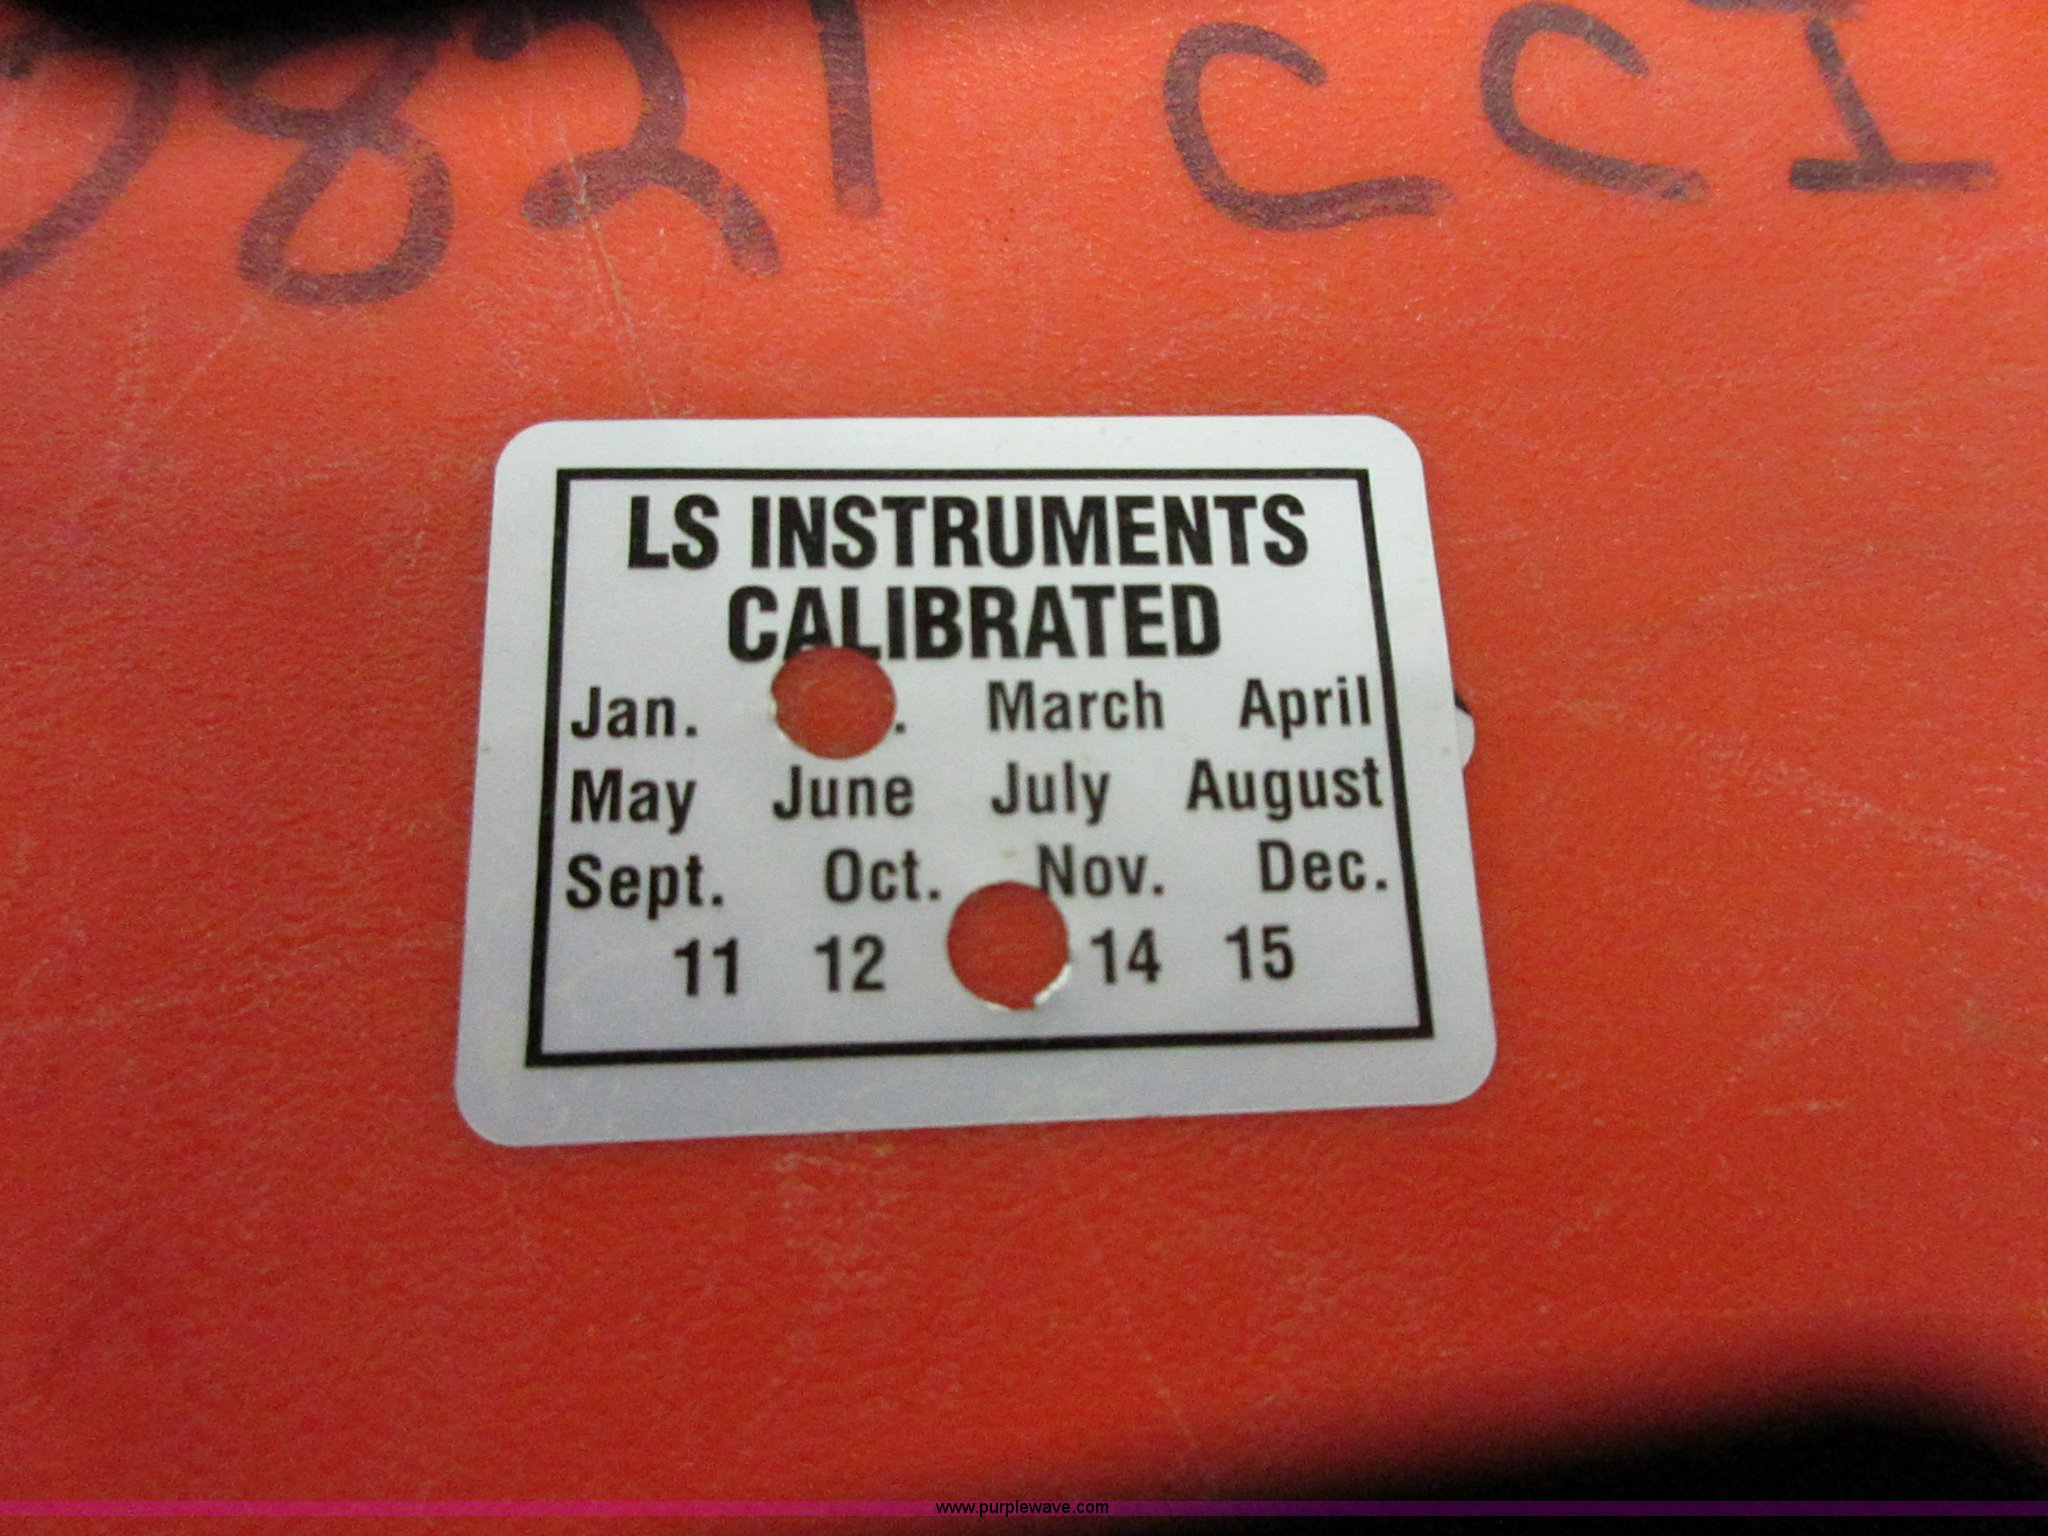 821 CCI
LS INSTRUMENTS
CALIBRATED
Jan. . March April
May June July August
Sept. Oct. Nov. Dec.
11 12 14 15
www.purplewave.com